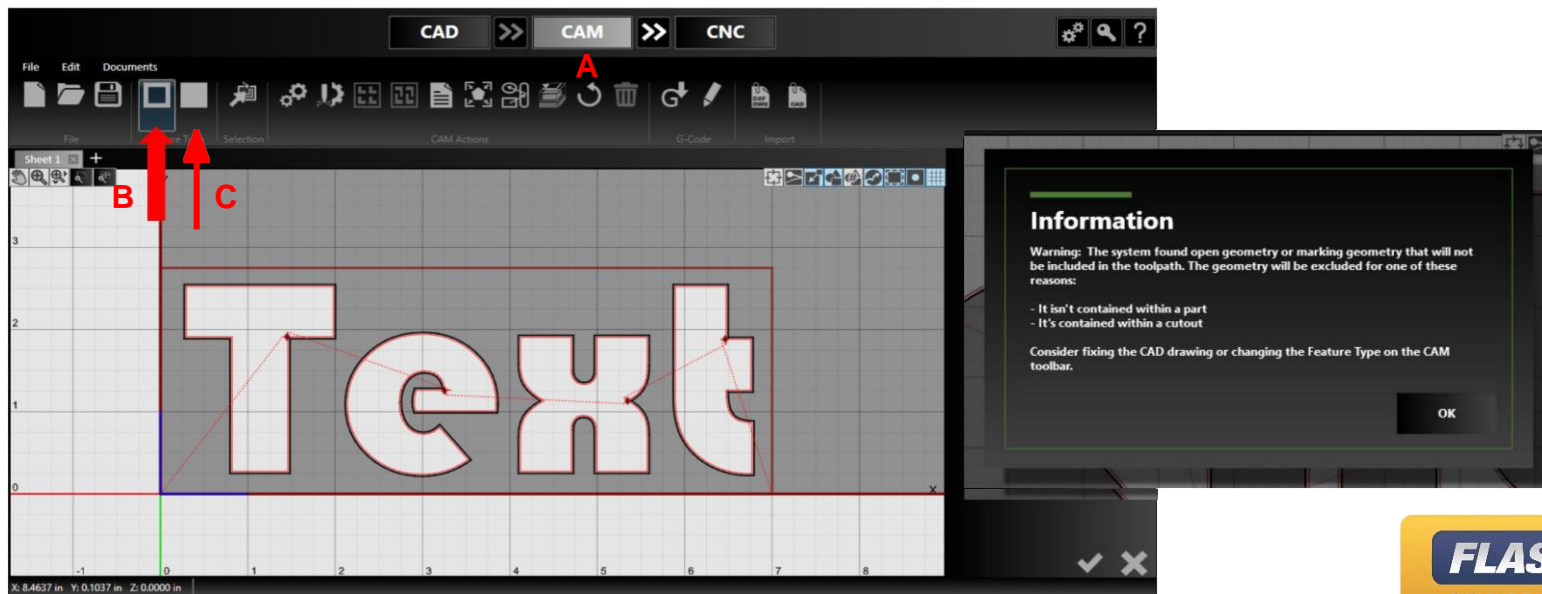 CAD >> CAM >> CNC
?
A
File Edit Documents
DXF DWG CAD
File Selection CAM Actions G-Code Import
Sheet 1 +
B C
Y
3
2
1
0
Text
X
-1 0 1 2 3 4 5 6 7 8
X: 8.4637 in Y: 0.1037 in Z: 0.0000 in
Information
Warning: The system found open geometry or marking geometry that will not
be included in the toolpath. The geometry will be excluded for one of these
reasons:
- It isn't contained within a part
- It's contained within a cutout
Consider fixing the CAD drawing or changing the Feature Type on the CAM
toolbar.
OK
FLAS